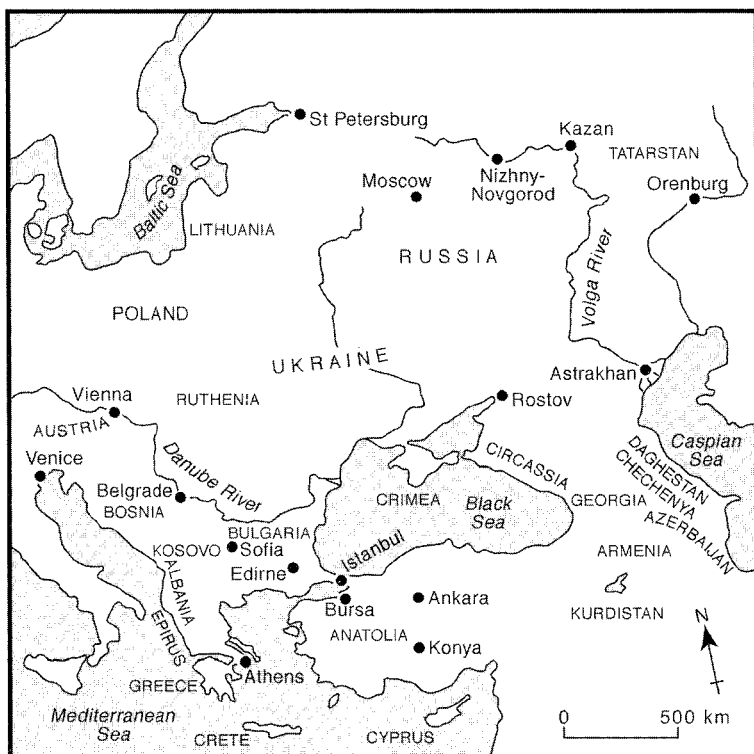 St Petersburg
Kazan
TATARSTAN
Nizhny-
Novgorod
Moscow
Orenburg
Baltic Sea
LITHUANIA
RUSSIA
Volga River
POLAND
UKRAINE
Astrakhan
Vienna
RUTHENIA
Rostov
AUSTRIA
Venice
Danube River
CIRCASSIA
DAGHESTAN
CHECHENYA
Caspian
Sea
Belgrade
BOSNIA
CRIMEA
Black
Sea
GEORGIA
AZERBAIJAN
BULGARIA
KOSOVO
Sofia
Istanbul
ARMENIA
Edirne
ALBANIA
Bursa
Ankara
KURDISTAN
N
EPIRUS
ANATOLIA
Konya
Athens
GREECE
Mediterranean
Sea
CRETE
CYPRUS
0
500 km